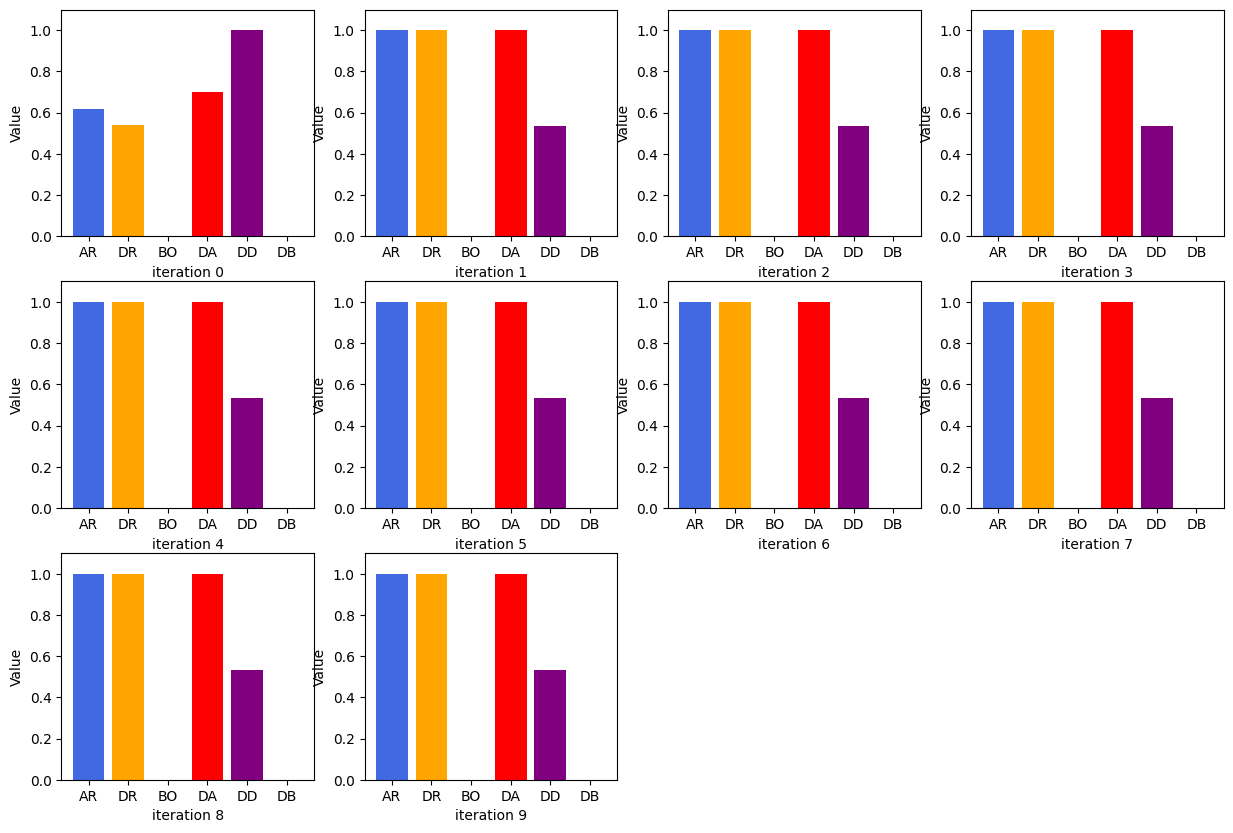 Value
1.0
0.8
0.6
0.4
0.2
0.0
AR DR BO DA DD DB
iteration 0
Value
1.0
0.8
0.6
0.4
0.2
0.0
AR DR BO DA DD DB
iteration 1
Value
1.0
0.8
0.6
0.4
0.2
0.0
AR DR BO DA DD DB
iteration 2
Value
1.0
0.8
0.6
0.4
0.2
0.0
AR DR BO DA DD DB
iteration 3
Value
1.0
0.8
0.6
0.4
0.2
0.0
AR DR BO DA DD DB
iteration 4
Value
1.0
0.8
0.6
0.4
0.2
0.0
AR DR BO DA DD DB
iteration 5
Value
1.0
0.8
0.6
0.4
0.2
0.0
AR DR BO DA DD DB
iteration 6
Value
1.0
0.8
0.6
0.4
0.2
0.0
AR DR BO DA DD DB
iteration 7
Value
1.0
0.8
0.6
0.4
0.2
0.0
AR DR BO DA DD DB
iteration 8
Value
1.0
0.8
0.6
0.4
0.2
0.0
AR DR BO DA DD DB
iteration 9